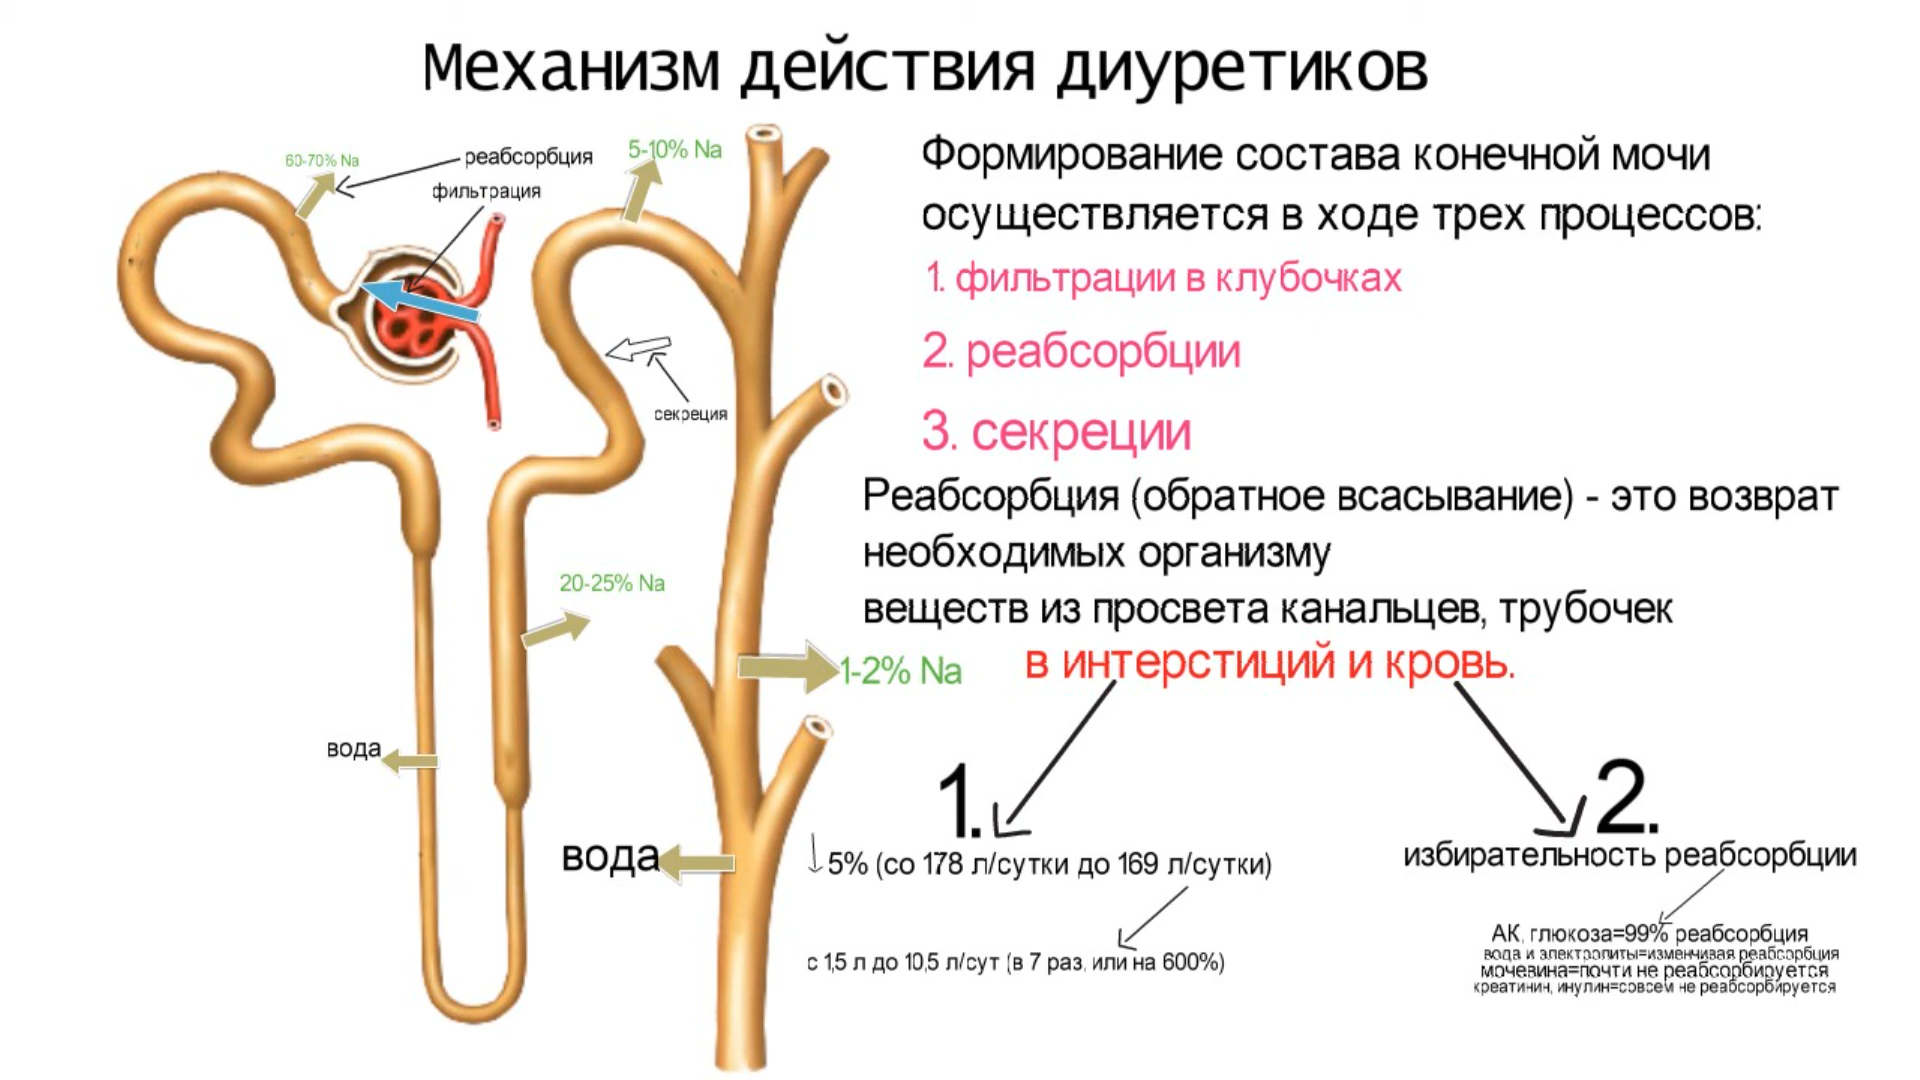 Механизм действия диуретиков
60-70% Na
реабсорбция
фильтрация
5-10% Na
секреция
20-25% Na
1-2% Na
вода
вода
Формирование состава конечной мочи
осуществляется в ходе трех процессов:
1. фильтрации в клубочках
2. реабсорбции
3. секреции
Реабсорбция (обратное всасывание) - это возврат
необходимых организму
веществ из просвета канальцев, трубочек
в интерстиций и кровь.
1.
5% (со 178 л/сутки до 169 л/сутки)
с 1,5 л до 10,5 л/сут (в 7 раз, или на 600%)
2.
избирательность реабсорбции
АК, глюкоза=99% реабсорбция
вода и электролиты=изменчивая реабсорбция
мочевина=почти не реабсорбируется
креатинин, инулин=совсем не реабсорбируется